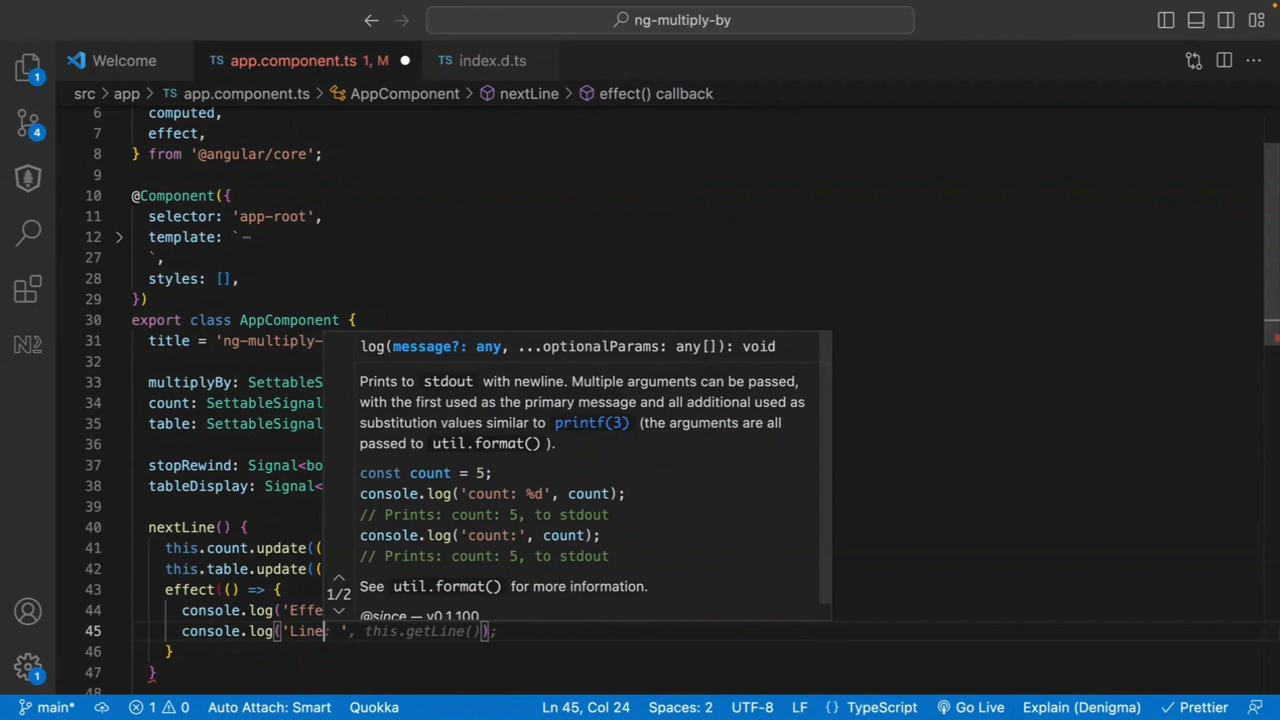 ng-multiply-by
Welcome
TS app.component.ts 1, M
TS index.d.ts
src > app > TS app.component.ts > AppComponent > nextLine > effect() callback
6 computed,
7 effect,
8 } from '@angular/core';
9
10 @Component({
11 selector: 'app-root',
12 template: ` ⋯
27 `,
28 styles: [],
29 })
30 export class AppComponent {
31 title = 'ng-multiply-
32
33 multiplyBy: SettableS
34 count: SettableSignal
35 table: SettableSignal
36
37 stopRewind: Signal<bo
38 tableDisplay: Signal<
39
40 nextLine() {
41 this.count.update((
42 this.table.update((
43 effect(() => {
44 console.log('Effe
45 console.log('Line: ', this.getLine());
46 }
47 }
48
log(message?: any, ...optionalParams: any[]): void
Prints to stdout with newline. Multiple arguments can be passed,
with the first used as the primary message and all additional used as
substitution values similar to printf(3) (the arguments are all
passed to util.format() ).
const count = 5;
console.log('count: %d', count);
// Prints: count: 5, to stdout
console.log('count:', count);
// Prints: count: 5, to stdout
1/2
See util.format() for more information.
@since — v0.1.100
1
4
1
main*
1 0
Auto Attach: Smart
Quokka
Ln 45, Col 24
Spaces: 2
UTF-8
LF
{ } TypeScript
Go Live
Explain (Denigma)
Prettier